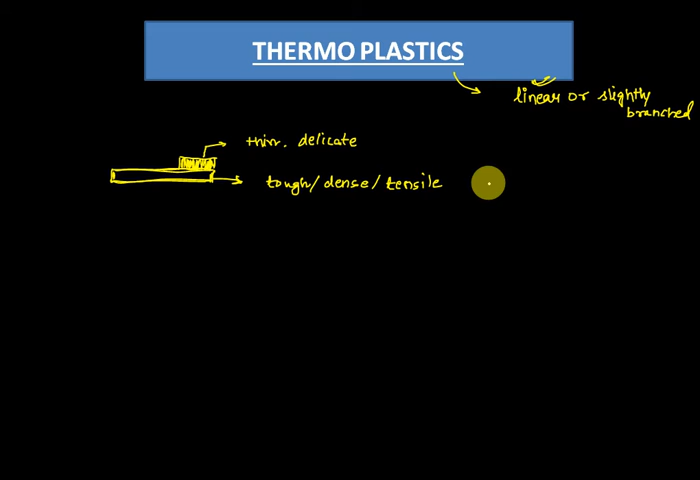 THERMO PLASTICS
linear or slightly
branched
thin. delicate
tough/dense/tensile